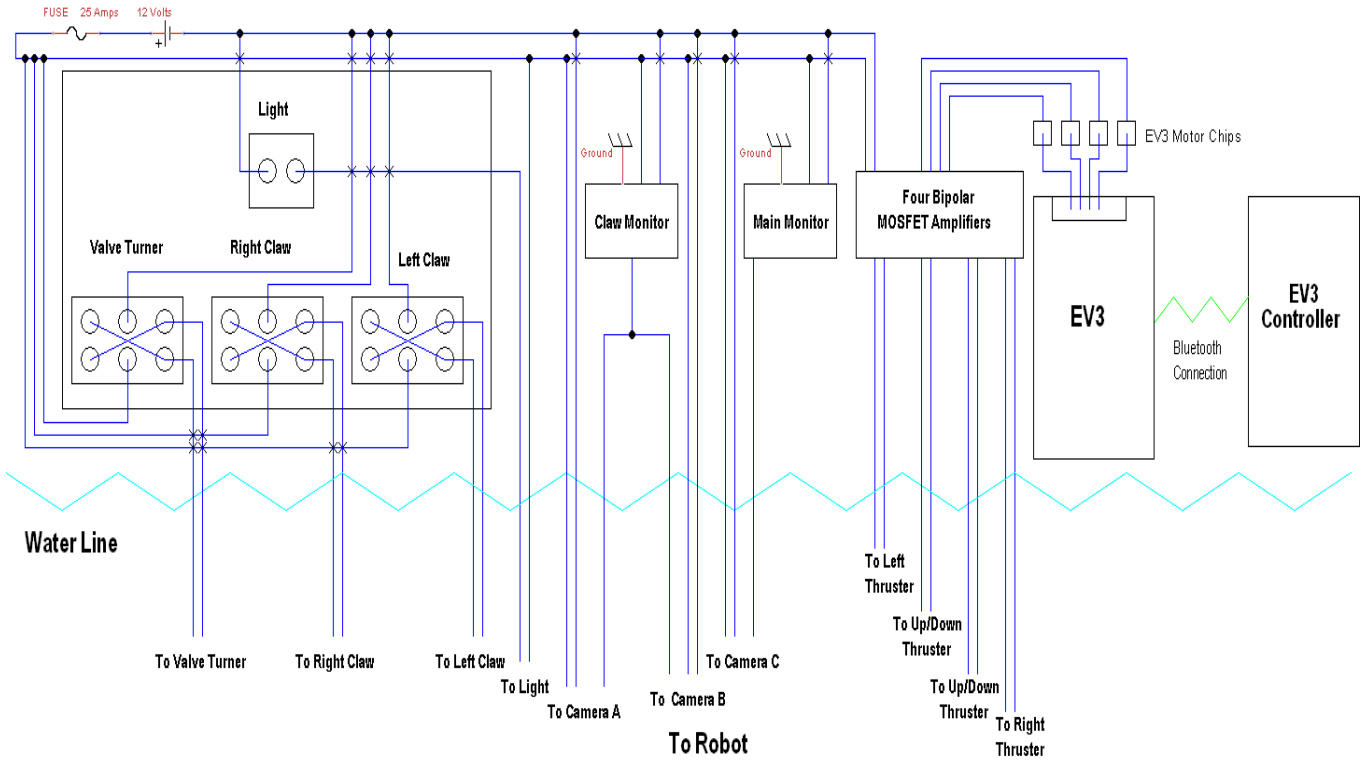 FUSE 25 Amps 12 Volts
+
Light
Ground
Ground
EV3 Motor Chips
Claw Monitor
Main Monitor
Four Bipolar
MOSFET Amplifiers
Valve Turner
Right Claw
Left Claw
EV3
EV3
Controller
Bluetooth
Connection
Water Line
To Left
Thruster
To Up/Down
Thruster
To Valve Turner
To Right Claw
To Left Claw
To Light
To Camera A
To Camera B
To Camera C
To Up/Down
Thruster
To Right
Thruster
To Robot